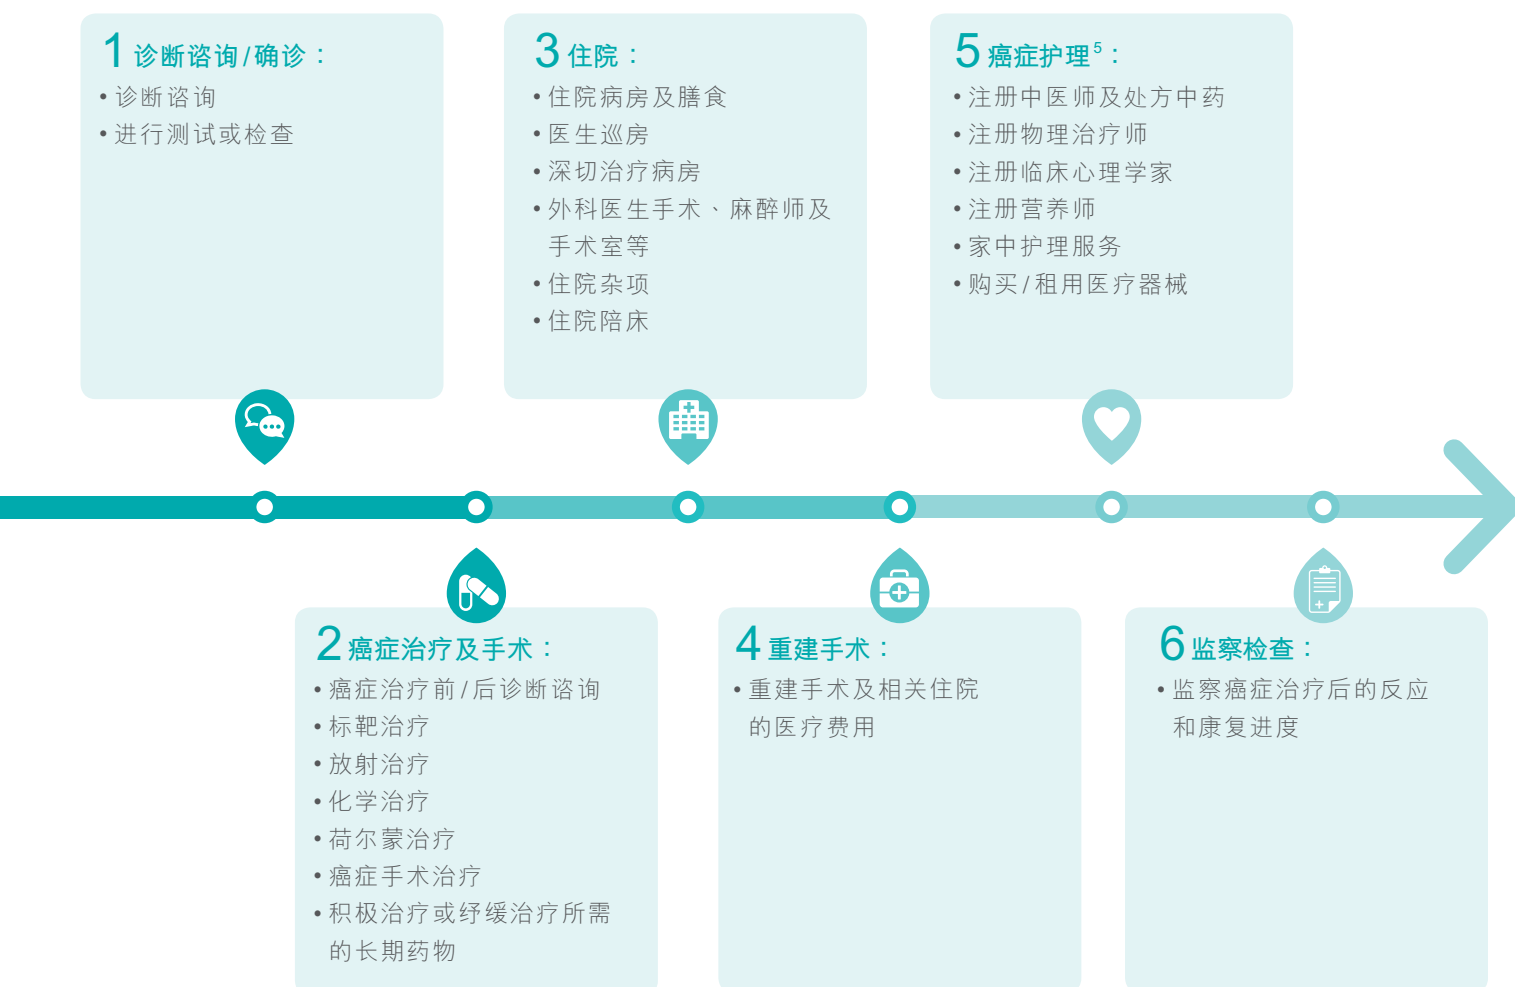 1 诊断谘询/确诊：
•诊断谘询
•进行测试或检查
3 住院：
•住院病房及膳食
•医生巡房
•深切治疗病房
•外科医生手术、麻醉师及
手术室等
•住院杂项
•住院陪床
5 癌症护理5：
•注册中医师及处方中药
•注册物理治疗师
•注册临床心理学家
•注册营养师
•家中护理服务
•购买/租用医疗器械
2 癌症治疗及手术：
•癌症治疗前/后诊断谘询
•标靶治疗
•放射治疗
•化学治疗
•荷尔蒙治疗
•癌症手术治疗
•积极治疗或纾缓治疗所需
的长期药物
4 重建手术：
•重建手术及相关住院
的医疗费用
6 监察检查：
•监察癌症治疗后的反应
和康复进度